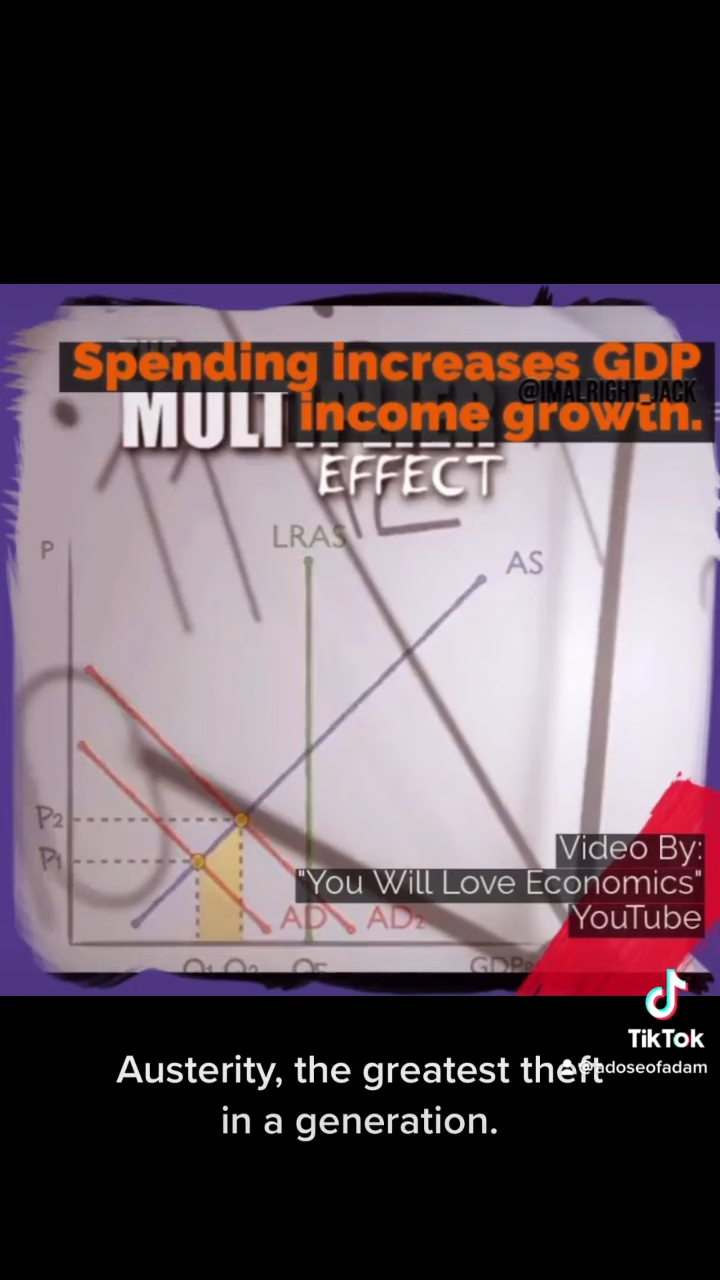 Spending increases GDP
@IMALRIGHT_JACK
income growth.
EFFECT
LRAS
P
AS
P2
P1
Video By:
"You Will Love Economics"
YouTube
AD
AD2
TikTok
@adoseofadam
Austerity, the greatest theft
in a generation.